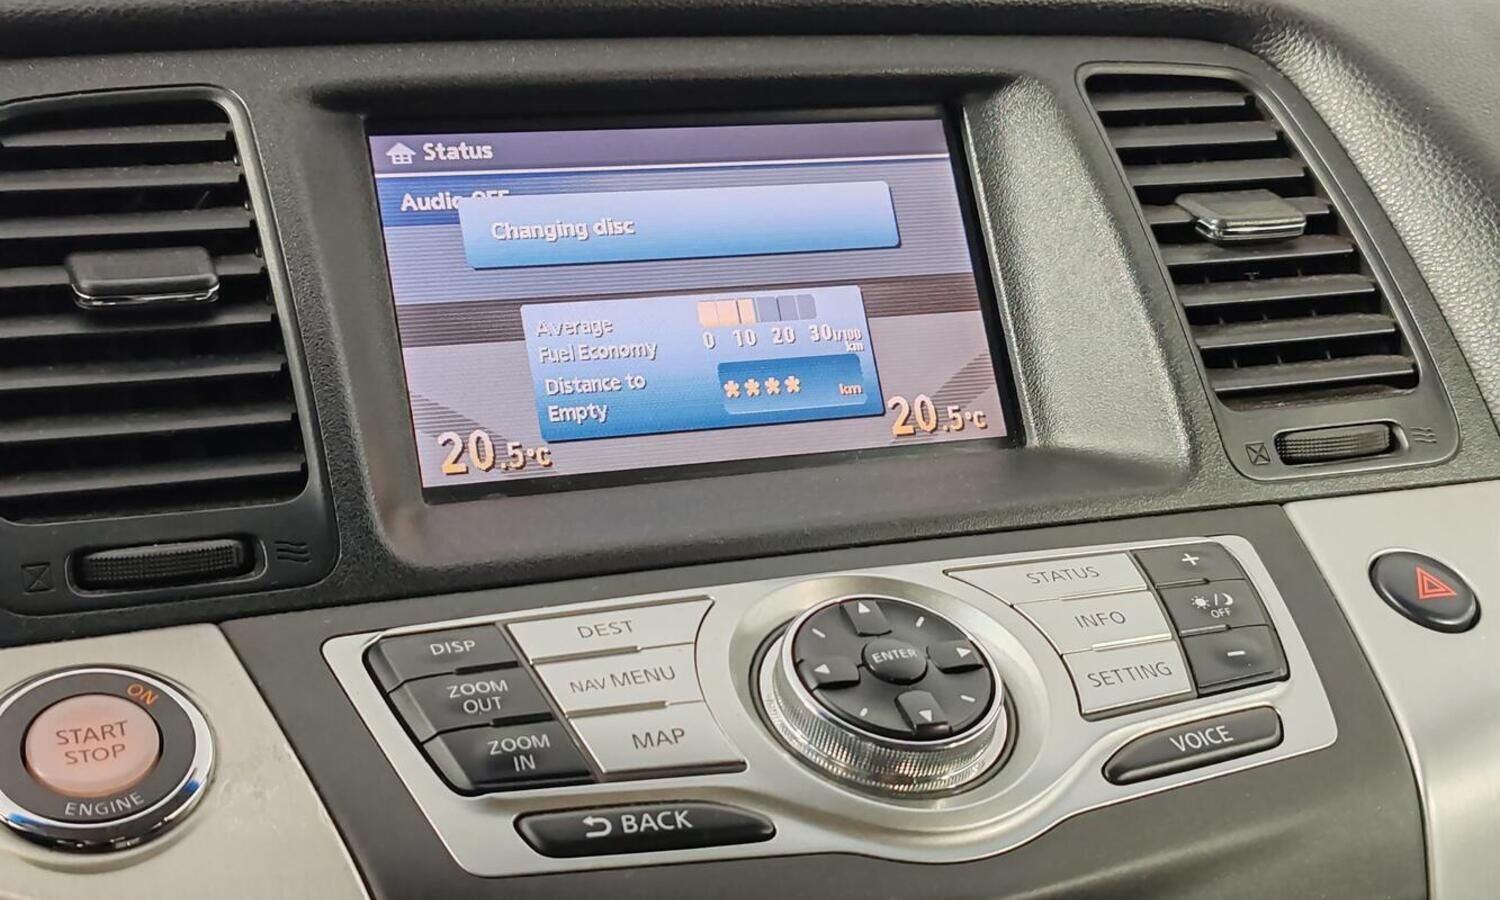 Status
Audio OFF
Changing disc
Average
Fuel Economy
0 10 20 30 l/100 km
Distance to
Empty
**** km
20.5°C
20.5°C
DISP
ZOOM
OUT
ZOOM
IN
DEST
NAV MENU
MAP
BACK
ENTER
STATUS
INFO
SETTING
+
OFF
-
VOICE
ON
START
STOP
ENGINE